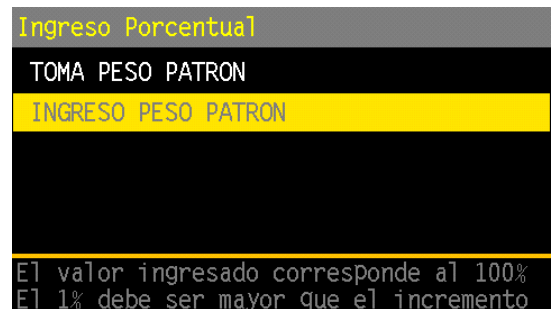 Ingreso Porcentual
TOMA PESO PATRON
INGRESO PESO PATRON
El valor ingresado corresponde al 100%
El 1% debe ser mayor que el incremento